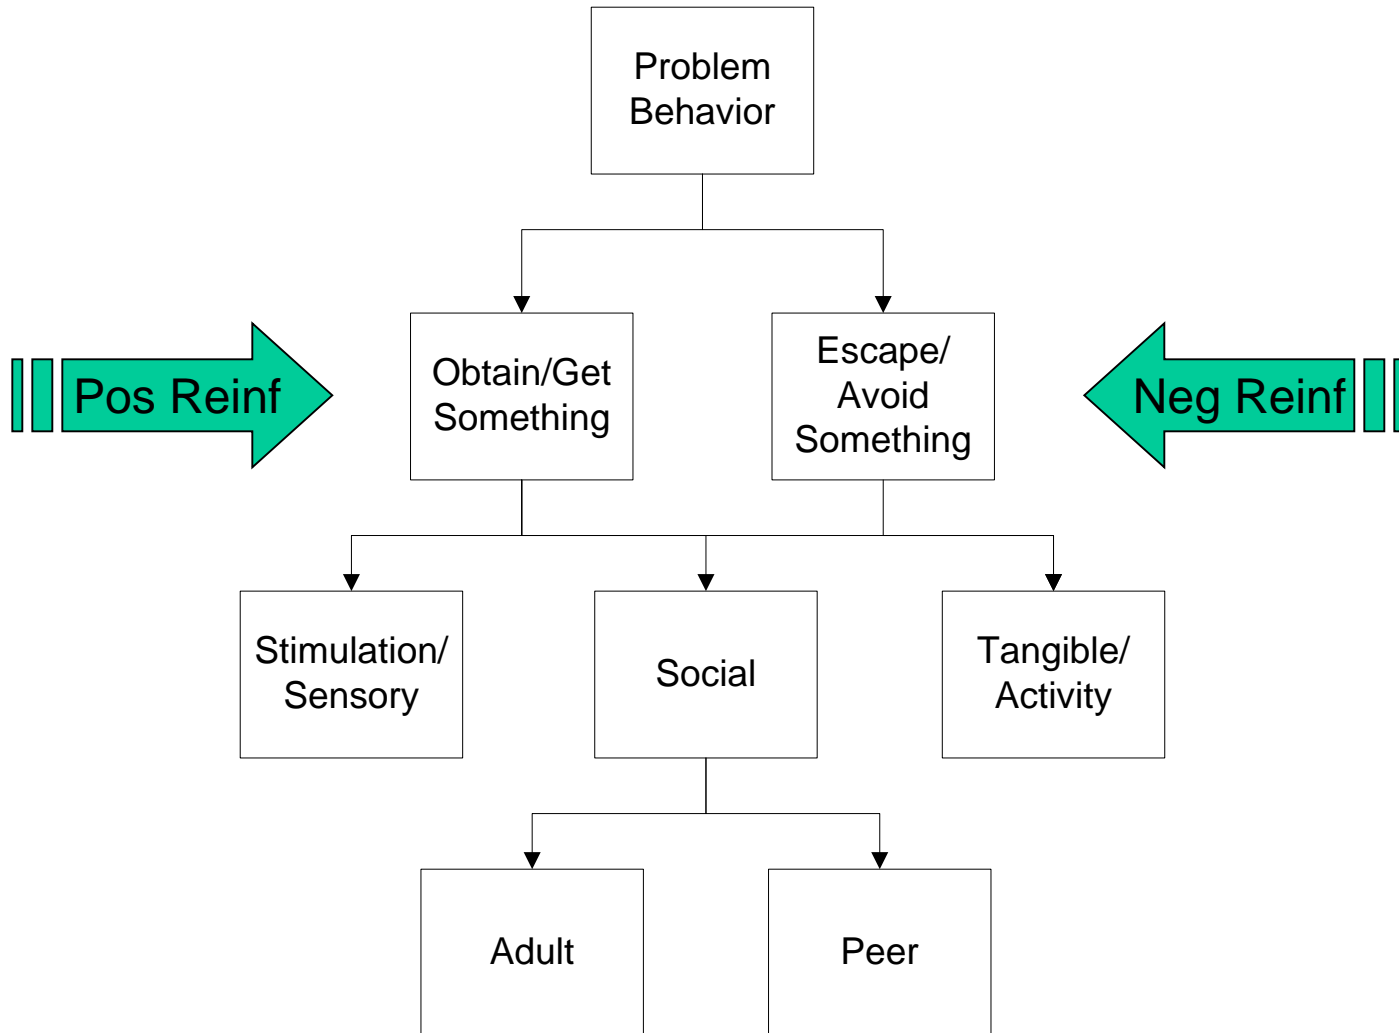 Problem
Behavior
Pos Reinf
Obtain/Get
Something
Escape/
Avoid
Something
Neg Reinf
Stimulation/
Sensory
Social
Tangible/
Activity
Adult
Peer